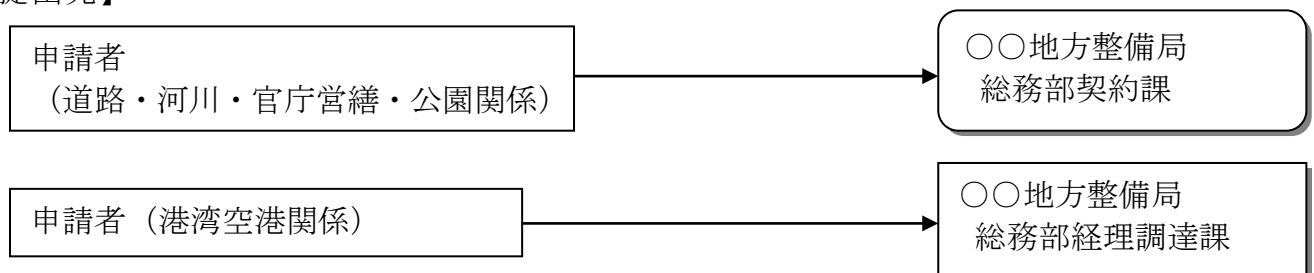 申請者
(道路・河川・官庁営繕・公園関係)
○○地方整備局
総務部契約課
申請者(港湾空港関係)
○○地方整備局
総務部経理調達課